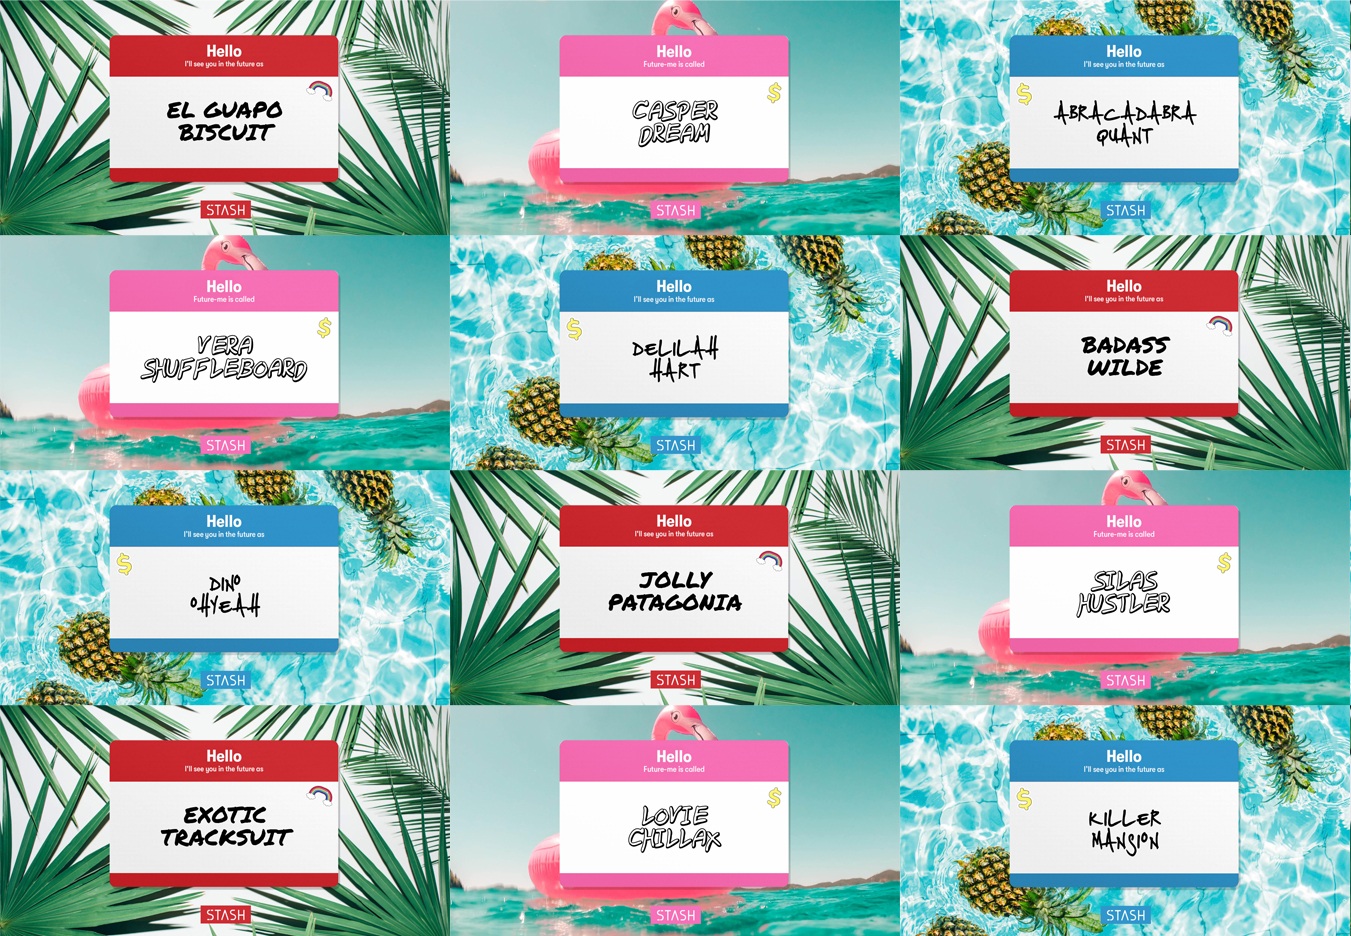 Hello
I'll see you in the future as
EL GUAPO
BISCUIT
STASH
Hello
Future-me is called
$
CASPER
DREAM
STASH
Hello
I'll see you in the future as
$
ABRACADABRA
QUANT
STASH
Hello
Future-me is called
$
VERA
SHUFFLEBOARD
STASH
Hello
I'll see you in the future as
$
DELILAH
HART
STASH
Hello
I'll see you in the future as
BADASS
WILDE
STASH
Hello
I'll see you in the future as
$
DINO
OHYEAH
STASH
Hello
I'll see you in the future as
JOLLY
PATAGONIA
STASH
Hello
Future-me is called
$
SILAS
HUSTLER
STASH
Hello
I'll see you in the future as
EXOTIC
TRACKSUIT
STASH
Hello
Future-me is called
$
LOVIE
CHILLAX
STASH
Hello
I'll see you in the future as
$
KILLER
MANSION
STASH